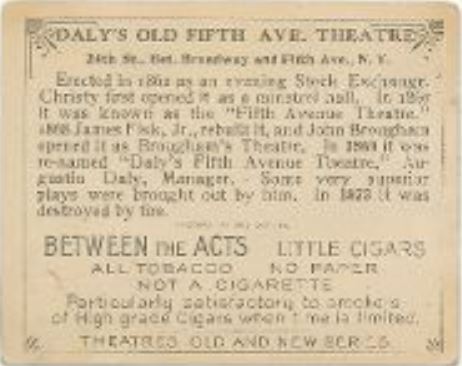 DALY'S OLD FIFTH AVE. THEATRE
24th St., Bet. Broadway and Fifth Ave., N. Y.
Erected in 1862 as an evening Stock Exchange.
Christy first opened it as a minstrel hall. In 1867
it was known as the "Fifth Avenue Theatre."
1868 James Fisk, Jr., rebuilt it, and John Brougham
opened it as Brougham's Theatre. In 1869 it was
re-named "Daly's Fifth Avenue Theatre," Au-
gustin Daly, Manager. Some very superior
plays were brought out by him. In 1873 it was
destroyed by fire.
BETWEEN THE ACTS LITTLE CIGARS
ALL TOBACCO NO PAPER
NOT A CIGARETTE
Particularly satisfactory to smokers
of High grade Cigars when time is limited.
THEATRES OLD AND NEW SERIES